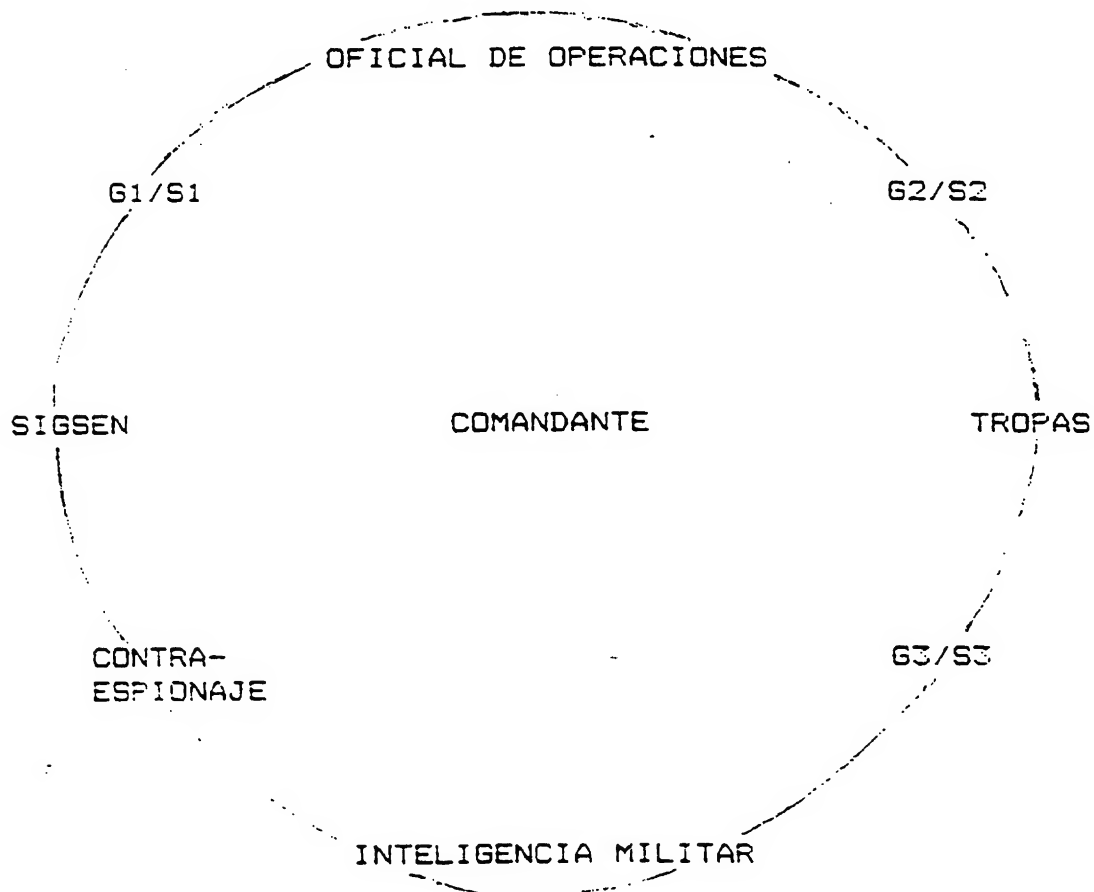 OFICIAL DE OPERACIONES
G1/S1
G2/S2
SIGSEN
COMANDANTE
TROPAS
CONTRA-
ESPIONAJE
G3/S3
INTELIGENCIA MILITAR